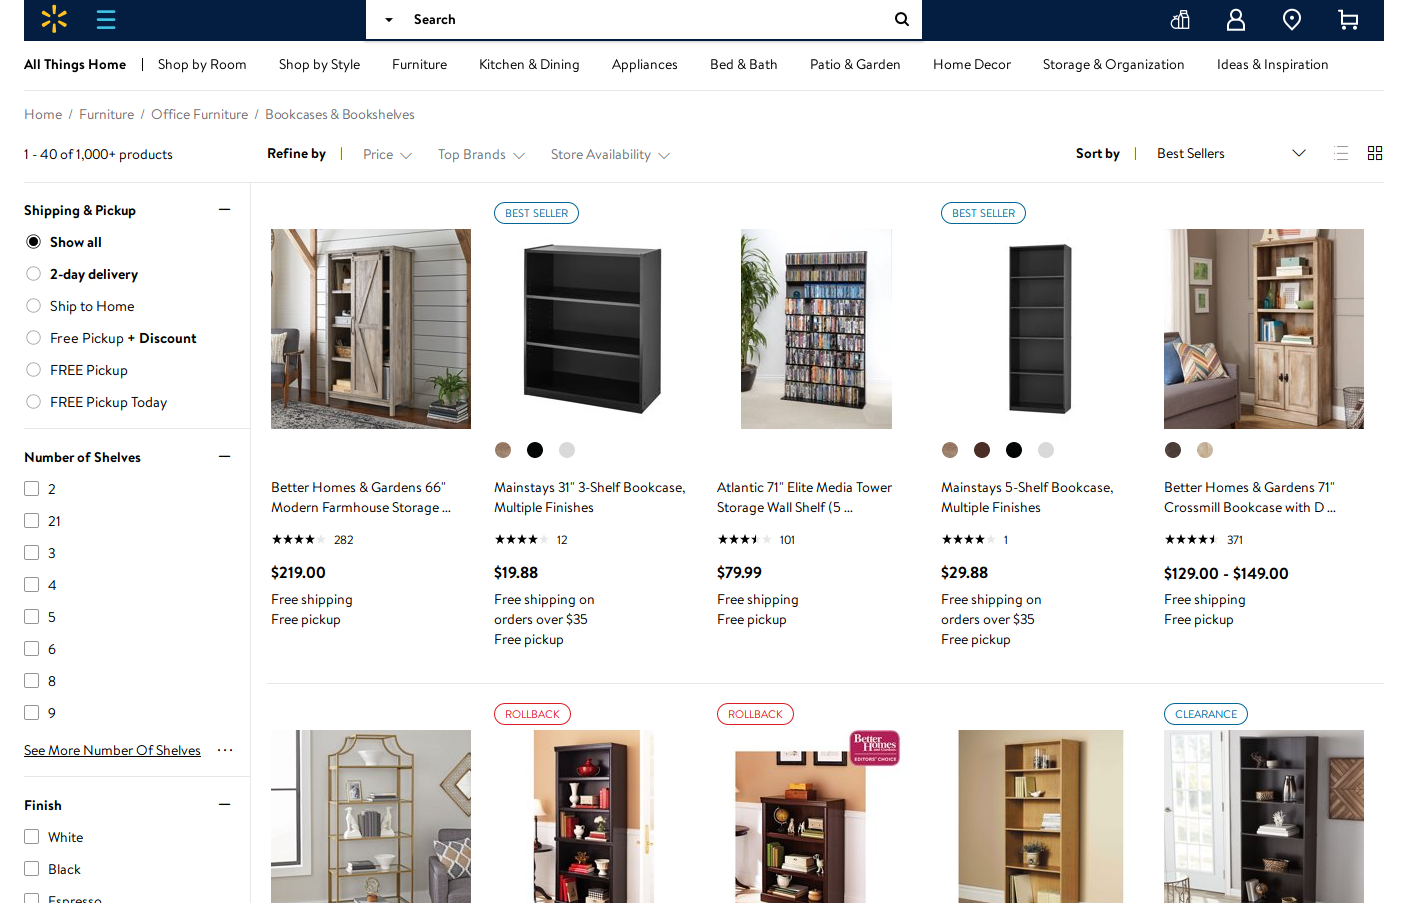 Search
All Things Home | Shop by Room Shop by Style Furniture Kitchen & Dining Appliances Bed & Bath Patio & Garden Home Decor Storage & Organization Ideas & Inspiration
Home / Furniture / Office Furniture / Bookcases & Bookshelves
1 - 40 of 1,000+ products
Refine by | Price Top Brands Store Availability
Sort by | Best Sellers
Shipping & Pickup
Show all
2-day delivery
Ship to Home
Free Pickup + Discount
FREE Pickup
FREE Pickup Today
Number of Shelves
2
21
3
4
5
6
8
9
See More Number Of Shelves ...
Finish
White
Black
Espresso
Better Homes & Gardens 66"
Modern Farmhouse Storage ...
282
$219.00
Free shipping
Free pickup
BEST SELLER
Mainstays 31" 3-Shelf Bookcase,
Multiple Finishes
12
$19.88
Free shipping on
orders over $35
Free pickup
Atlantic 71" Elite Media Tower
Storage Wall Shelf (5 ...
101
$79.99
Free shipping
Free pickup
BEST SELLER
Mainstays 5-Shelf Bookcase,
Multiple Finishes
1
$29.88
Free shipping on
orders over $35
Free pickup
Better Homes & Gardens 71"
Crossmill Bookcase with D ...
371
$129.00 - $149.00
Free shipping
Free pickup
ROLLBACK
ROLLBACK
Better
Homes
EDITORS' CHOICE
CLEARANCE